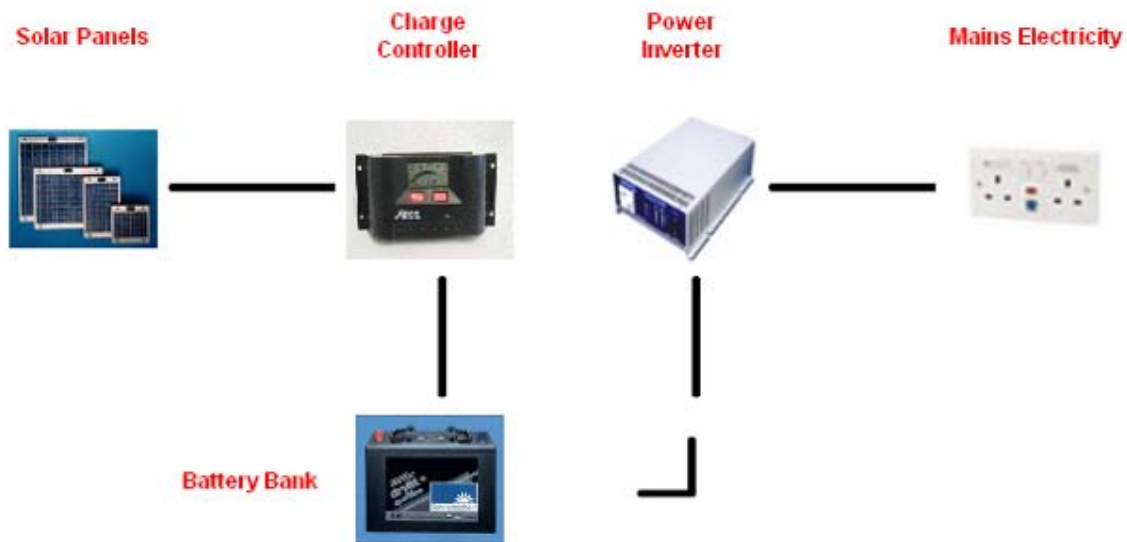 Solar Panels
Charge
Controller
Power
Inverter
Mains Electricity
Battery Bank